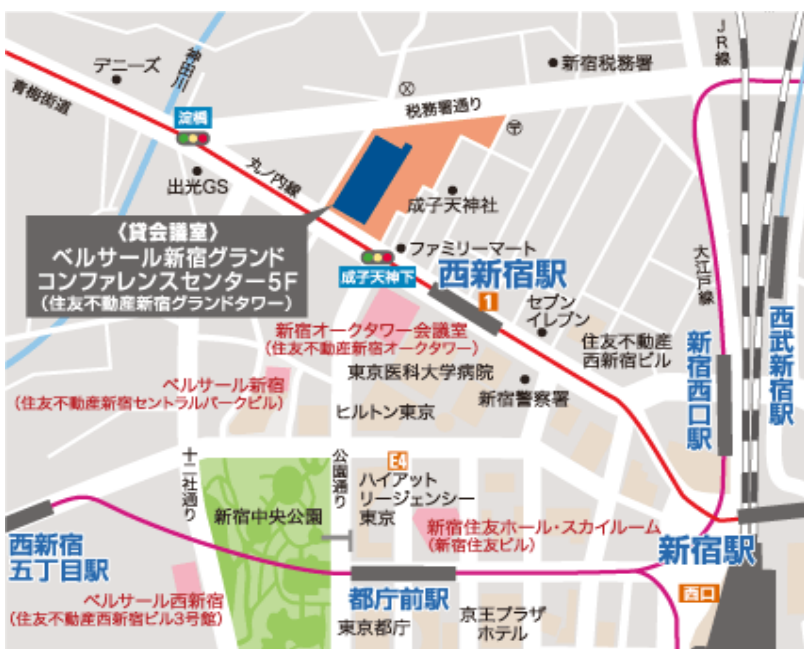 JR線
デニーズ
神田川
新宿税務署
青梅街道
淀橋
税務署通り
丸ノ内線
出光GS
成子天神社
〈貸会議室〉
ベルサール新宿グランド
コンファレンスセンター5F
(住友不動産新宿グランドタワー)
ファミリーマート
成子天神下
西新宿駅
1
セブン
イレブン
大江戸線
西武新宿駅
新宿オークタワー会議室
(住友不動産新宿オークタワー)
住友不動産
西新宿ビル
新宿西口駅
東京医科大学病院
ベルサール新宿
(住友不動産新宿セントラルパークビル)
新宿警察署
ヒルトン東京
十二社通り
公園通り
E4
ハイアット
リージェンシー
東京
新宿中央公園
新宿住友ホール・スカイルーム
(新宿住友ビル)
西新宿
五丁目駅
新宿駅
都庁前駅
西口
ベルサール西新宿
(住友不動産西新宿ビル3号館)
東京都庁
京王プラザ
ホテル